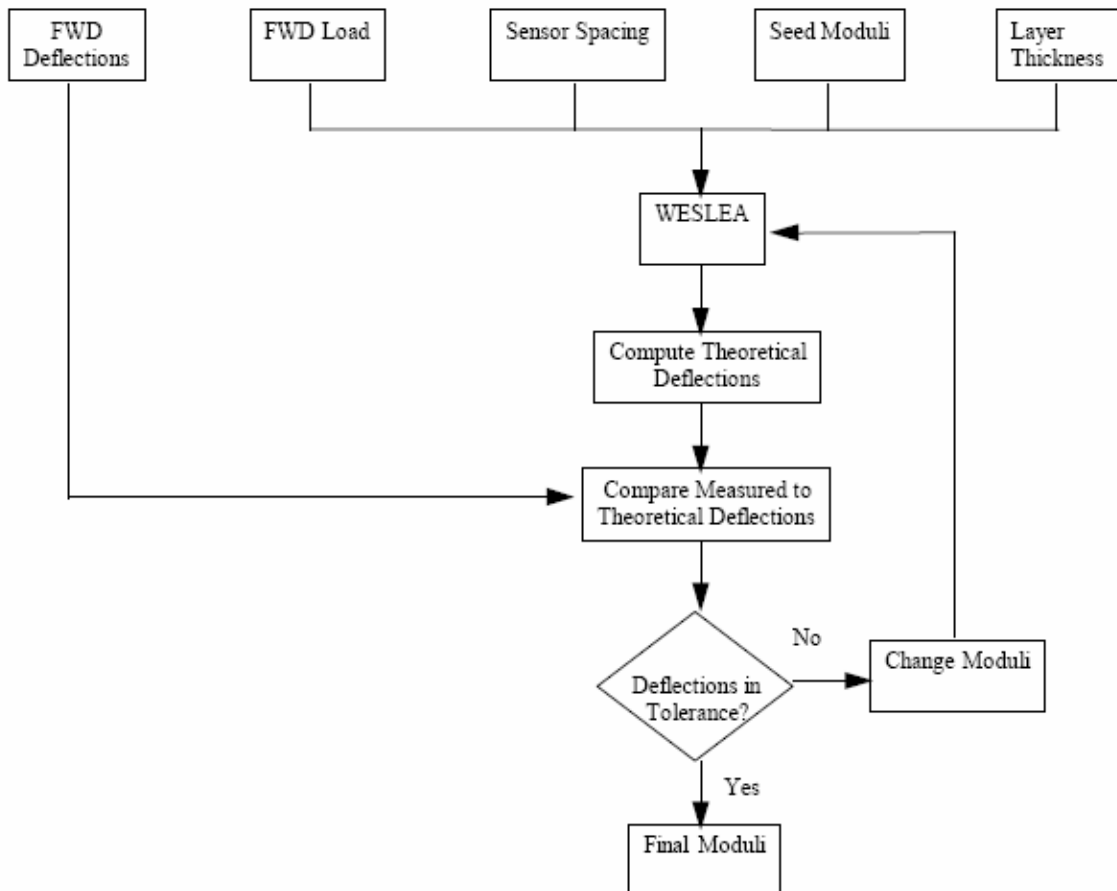 FWD
Deflections
FWD Load
Sensor Spacing
Seed Moduli
Layer
Thickness
WESLEA
Compute Theoretical
Deflections
Compare Measured to
Theoretical Deflections
Deflections in
Tolerance?
No
Change Moduli
Yes
Final Moduli